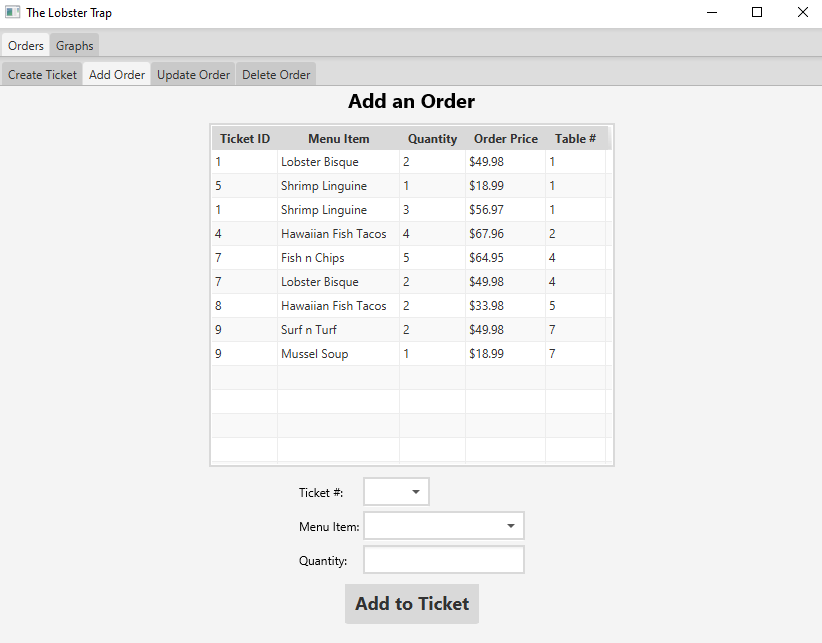 The Lobster Trap
Orders Graphs
Create Ticket Add Order Update Order Delete Order
Add an Order
Ticket ID Menu Item Quantity Order Price Table #
1 Lobster Bisque 2 $49.98 1
5 Shrimp Linguine 1 $18.99 1
1 Shrimp Linguine 3 $56.97 1
4 Hawaiian Fish Tacos 4 $67.96 2
7 Fish n Chips 5 $64.95 4
7 Lobster Bisque 2 $49.98 4
8 Hawaiian Fish Tacos 2 $33.98 5
9 Surf n Turf 2 $49.98 7
9 Mussel Soup 1 $18.99 7
Ticket #:
Menu Item:
Quantity:
Add to Ticket